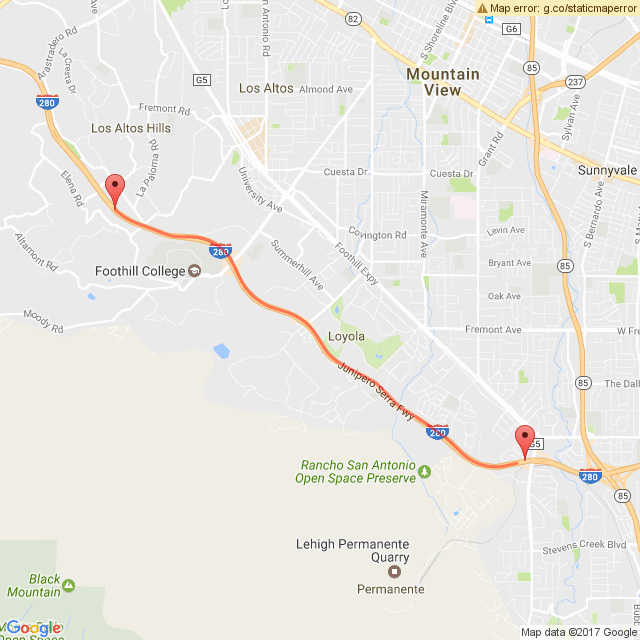 Map error: g.co/staticmaperror
Arastradero Rd
La Cresta Dr
San Antonio Rd
S Shoreline Blvd
G6
85
237
G5
Los Altos
Almond Ave
Mountain
View
280
Fremont Rd
Los Altos Hills
La Paloma Rd
Elena Rd
Cuesta Dr
Cuesta Dr
Grant Rd
Sylvan Ave
Sunnyvale
University Ave
Miramonte Ave
S Bernardo Ave
Covington Rd
Levin Ave
Altamont Rd
280
Foothill College
Summerhill Ave
Foothill Expy
Bryant Ave
85
Oak Ave
Moody Rd
Loyola
Fremont Ave
W Fre
Junipero Serra Fwy
85
The Dall
280
G5
Rancho San Antonio
Open Space Preserve
280
Lehigh Permanente
Quarry
Stevens Creek Blvd
Permanente
Black
Mountain
Open Space
Google
Map data ©2017 Google